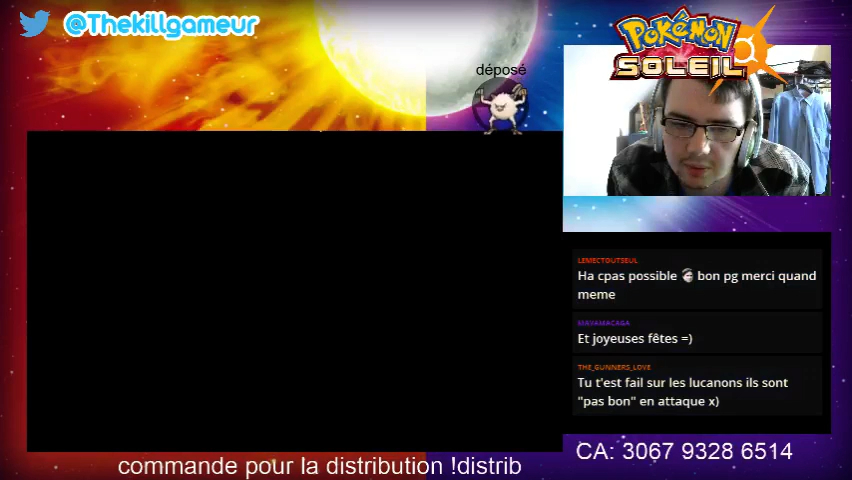 @Thekillgameur
POKÉMON
SOLEIL
déposé
LEMECTOUTSEUL
Ha cpas possible bon pg merci quand
meme
MAYAMACAGA
Et joyeuses fêtes =)
THE_GUNNERS_LOVE
Tu t'est fail sur les lucanons ils sont
"pas bon" en attaque x)
CA: 3067 9328 6514
commande pour la distribution !distrib